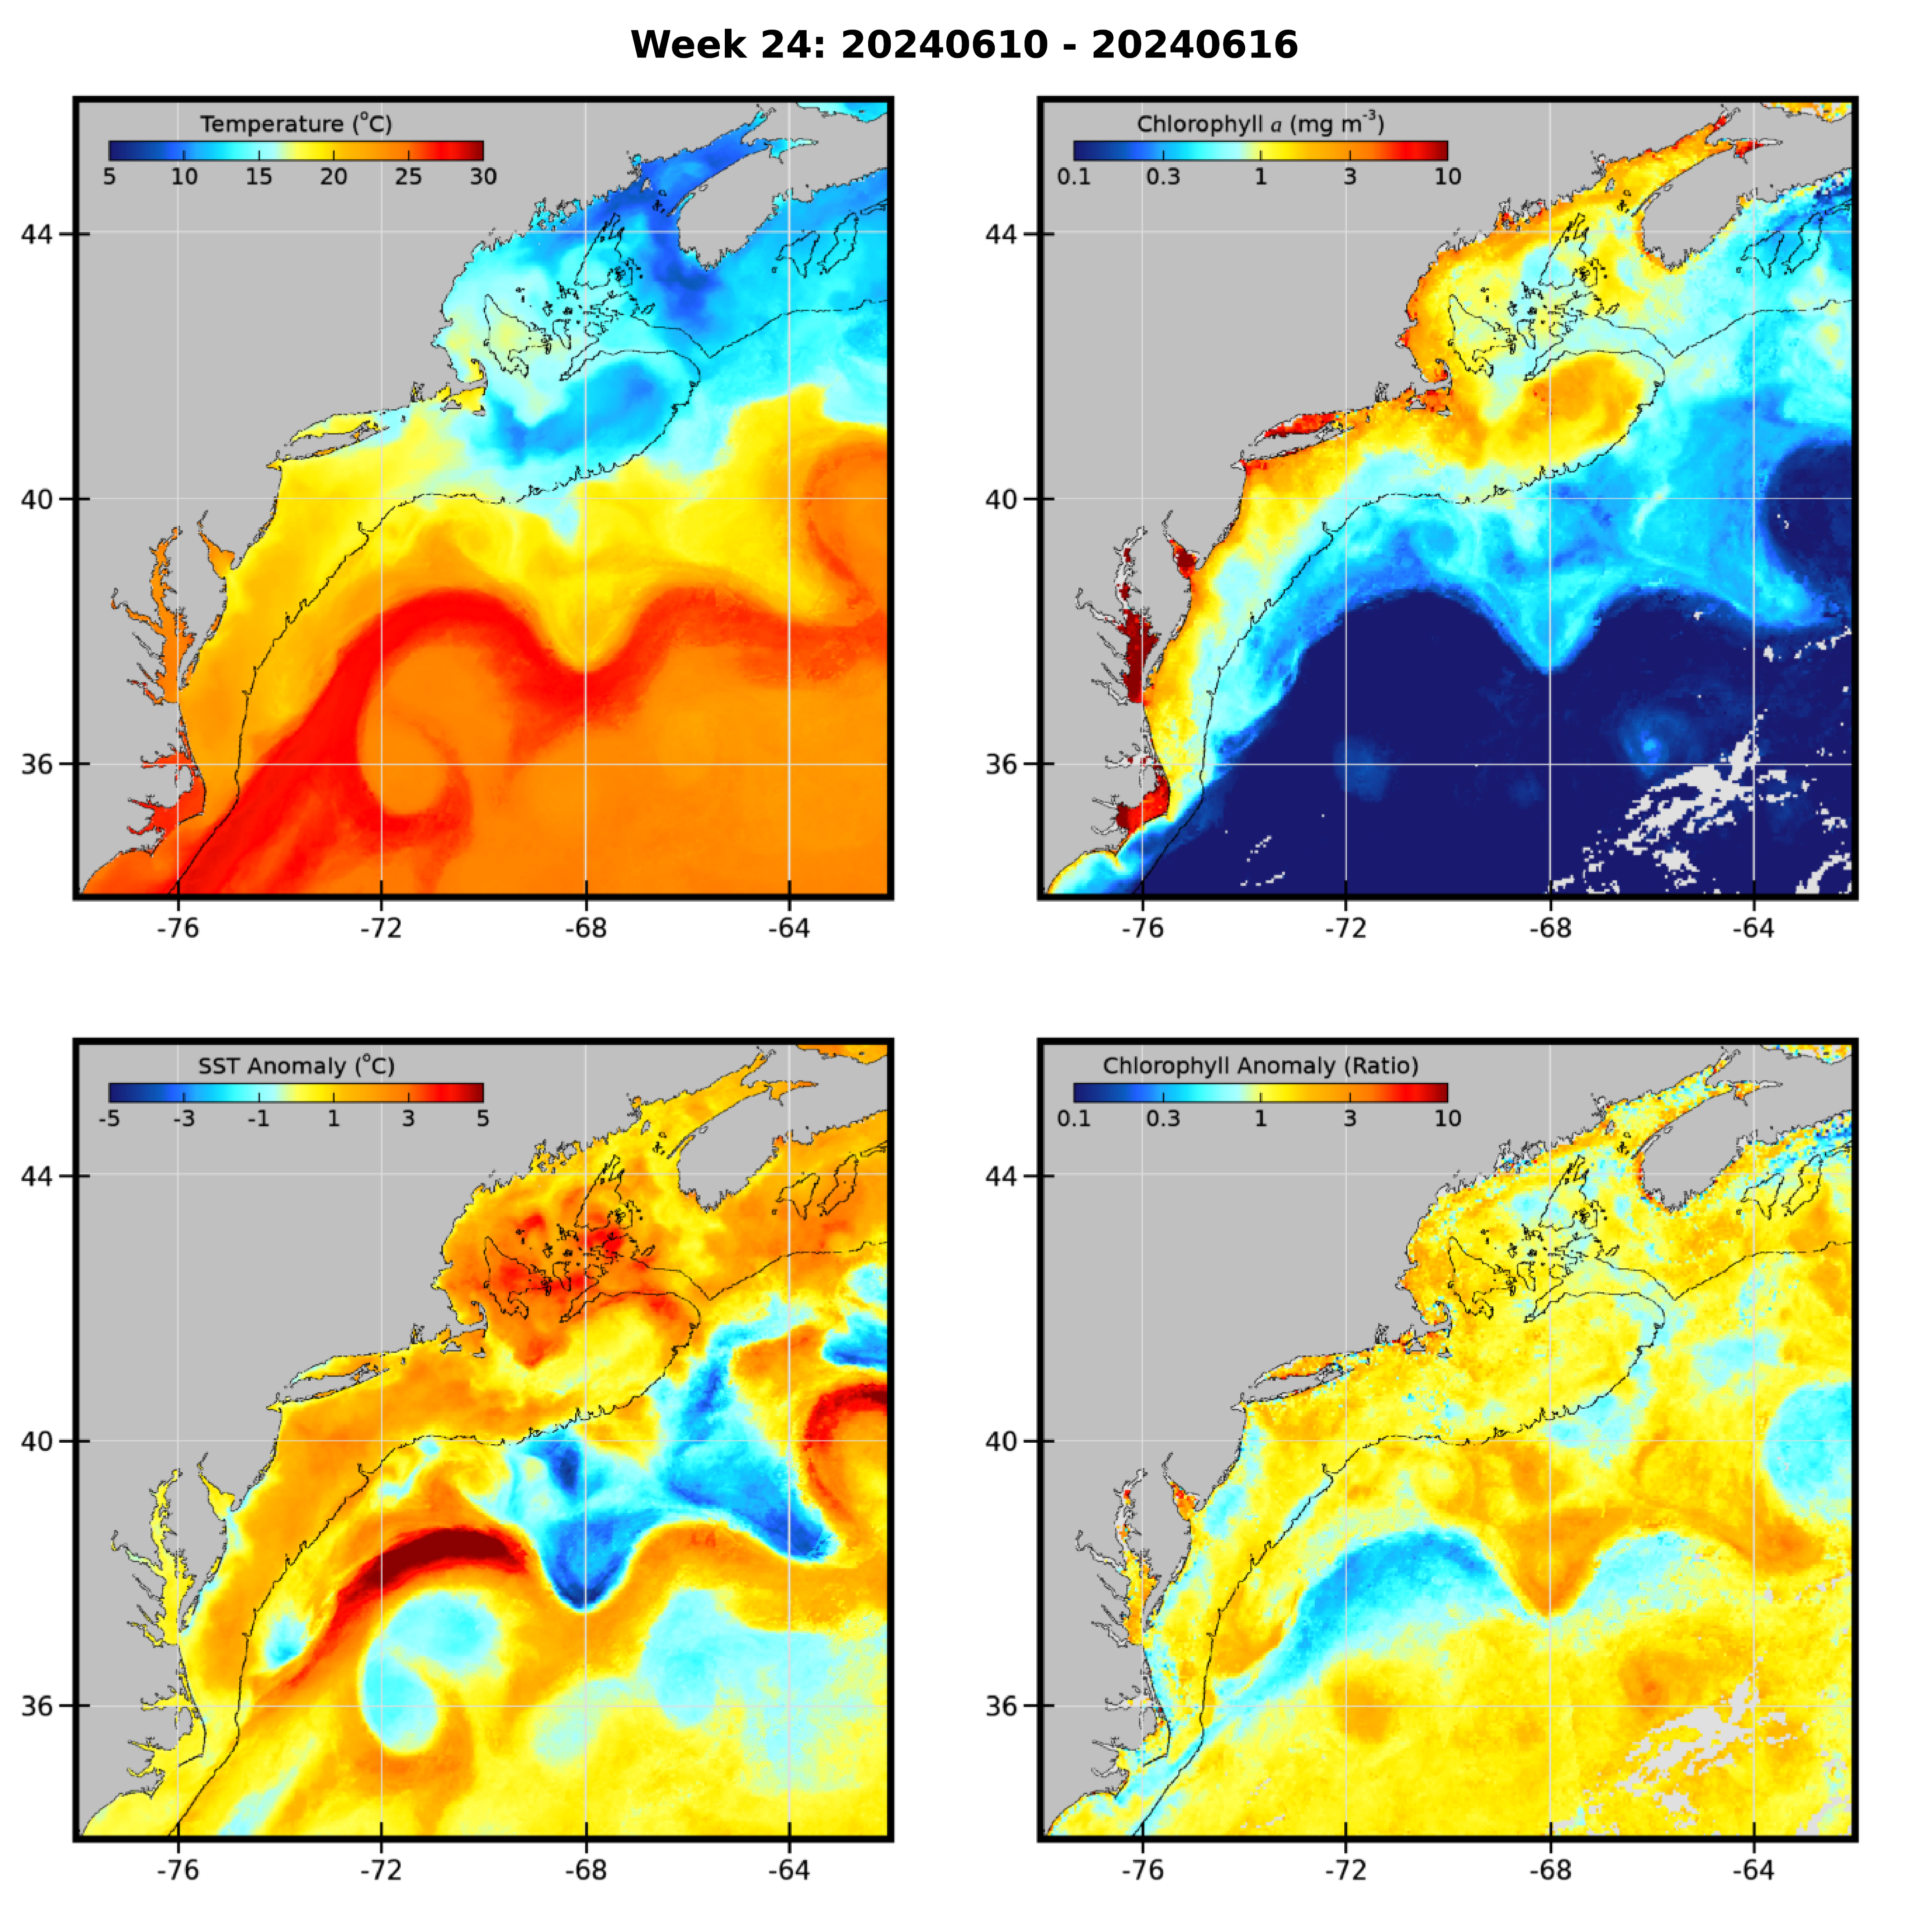 Week 24: 20240610 - 20240616
Temperature (°C)
5 10 15 20 25 30
44
40
36
-76 -72 -68 -64
Chlorophyll a (mg m⁻³)
0.1 0.3 1 3 10
44
40
36
-76 -72 -68 -64
SST Anomaly (°C)
-5 -3 -1 1 3 5
44
40
36
-76 -72 -68 -64
Chlorophyll Anomaly (Ratio)
0.1 0.3 1 3 10
44
40
36
-76 -72 -68 -64